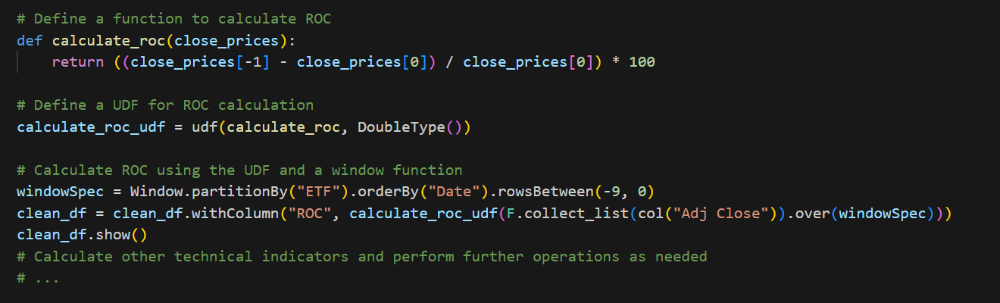 # Define a function to calculate ROC
def calculate_roc(close_prices):
    return ((close_prices[-1] - close_prices[0]) / close_prices[0]) * 100
# Define a UDF for ROC calculation
calculate_roc_udf = udf(calculate_roc, DoubleType())
# Calculate ROC using the UDF and a window function
windowSpec = Window.partitionBy("ETF").orderBy("Date").rowsBetween(-9, 0)
clean_df = clean_df.withColumn("ROC", calculate_roc_udf(F.collect_list(col("Adj Close")).over(windowSpec)))
clean_df.show()
# Calculate other technical indicators and perform further operations as needed
# ...